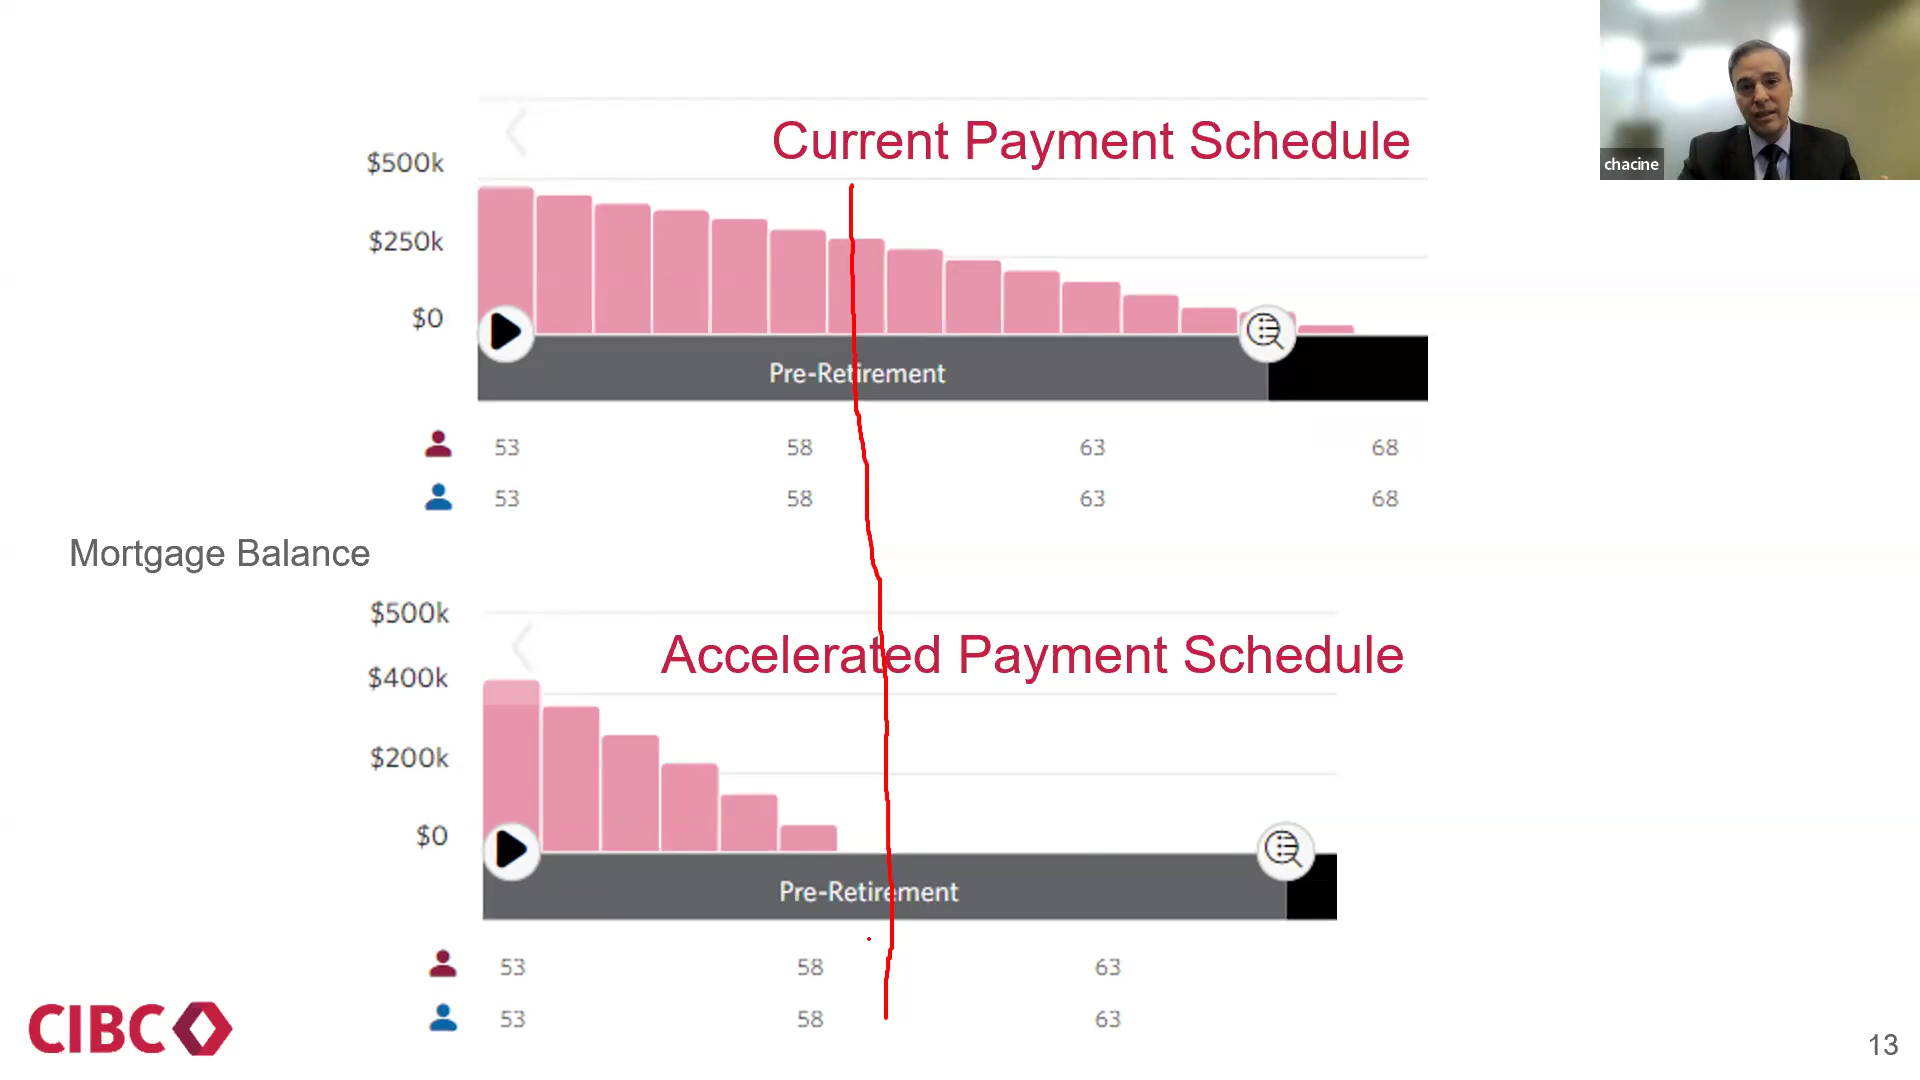 chacine
Current Payment Schedule
$500k
$250k
$0
Pre-Retirement
53 58 63 68
53 58 63 68
Mortgage Balance
$500k
Accelerated Payment Schedule
$400k
$200k
$0
Pre-Retirement
53 58 63
53 58 63
CIBC
13